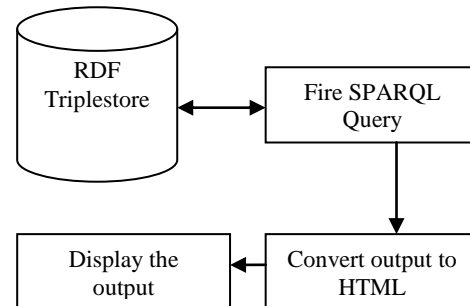 RDF
Triplestore
Fire SPARQL
Query
Convert output to
HTML
Display the
output